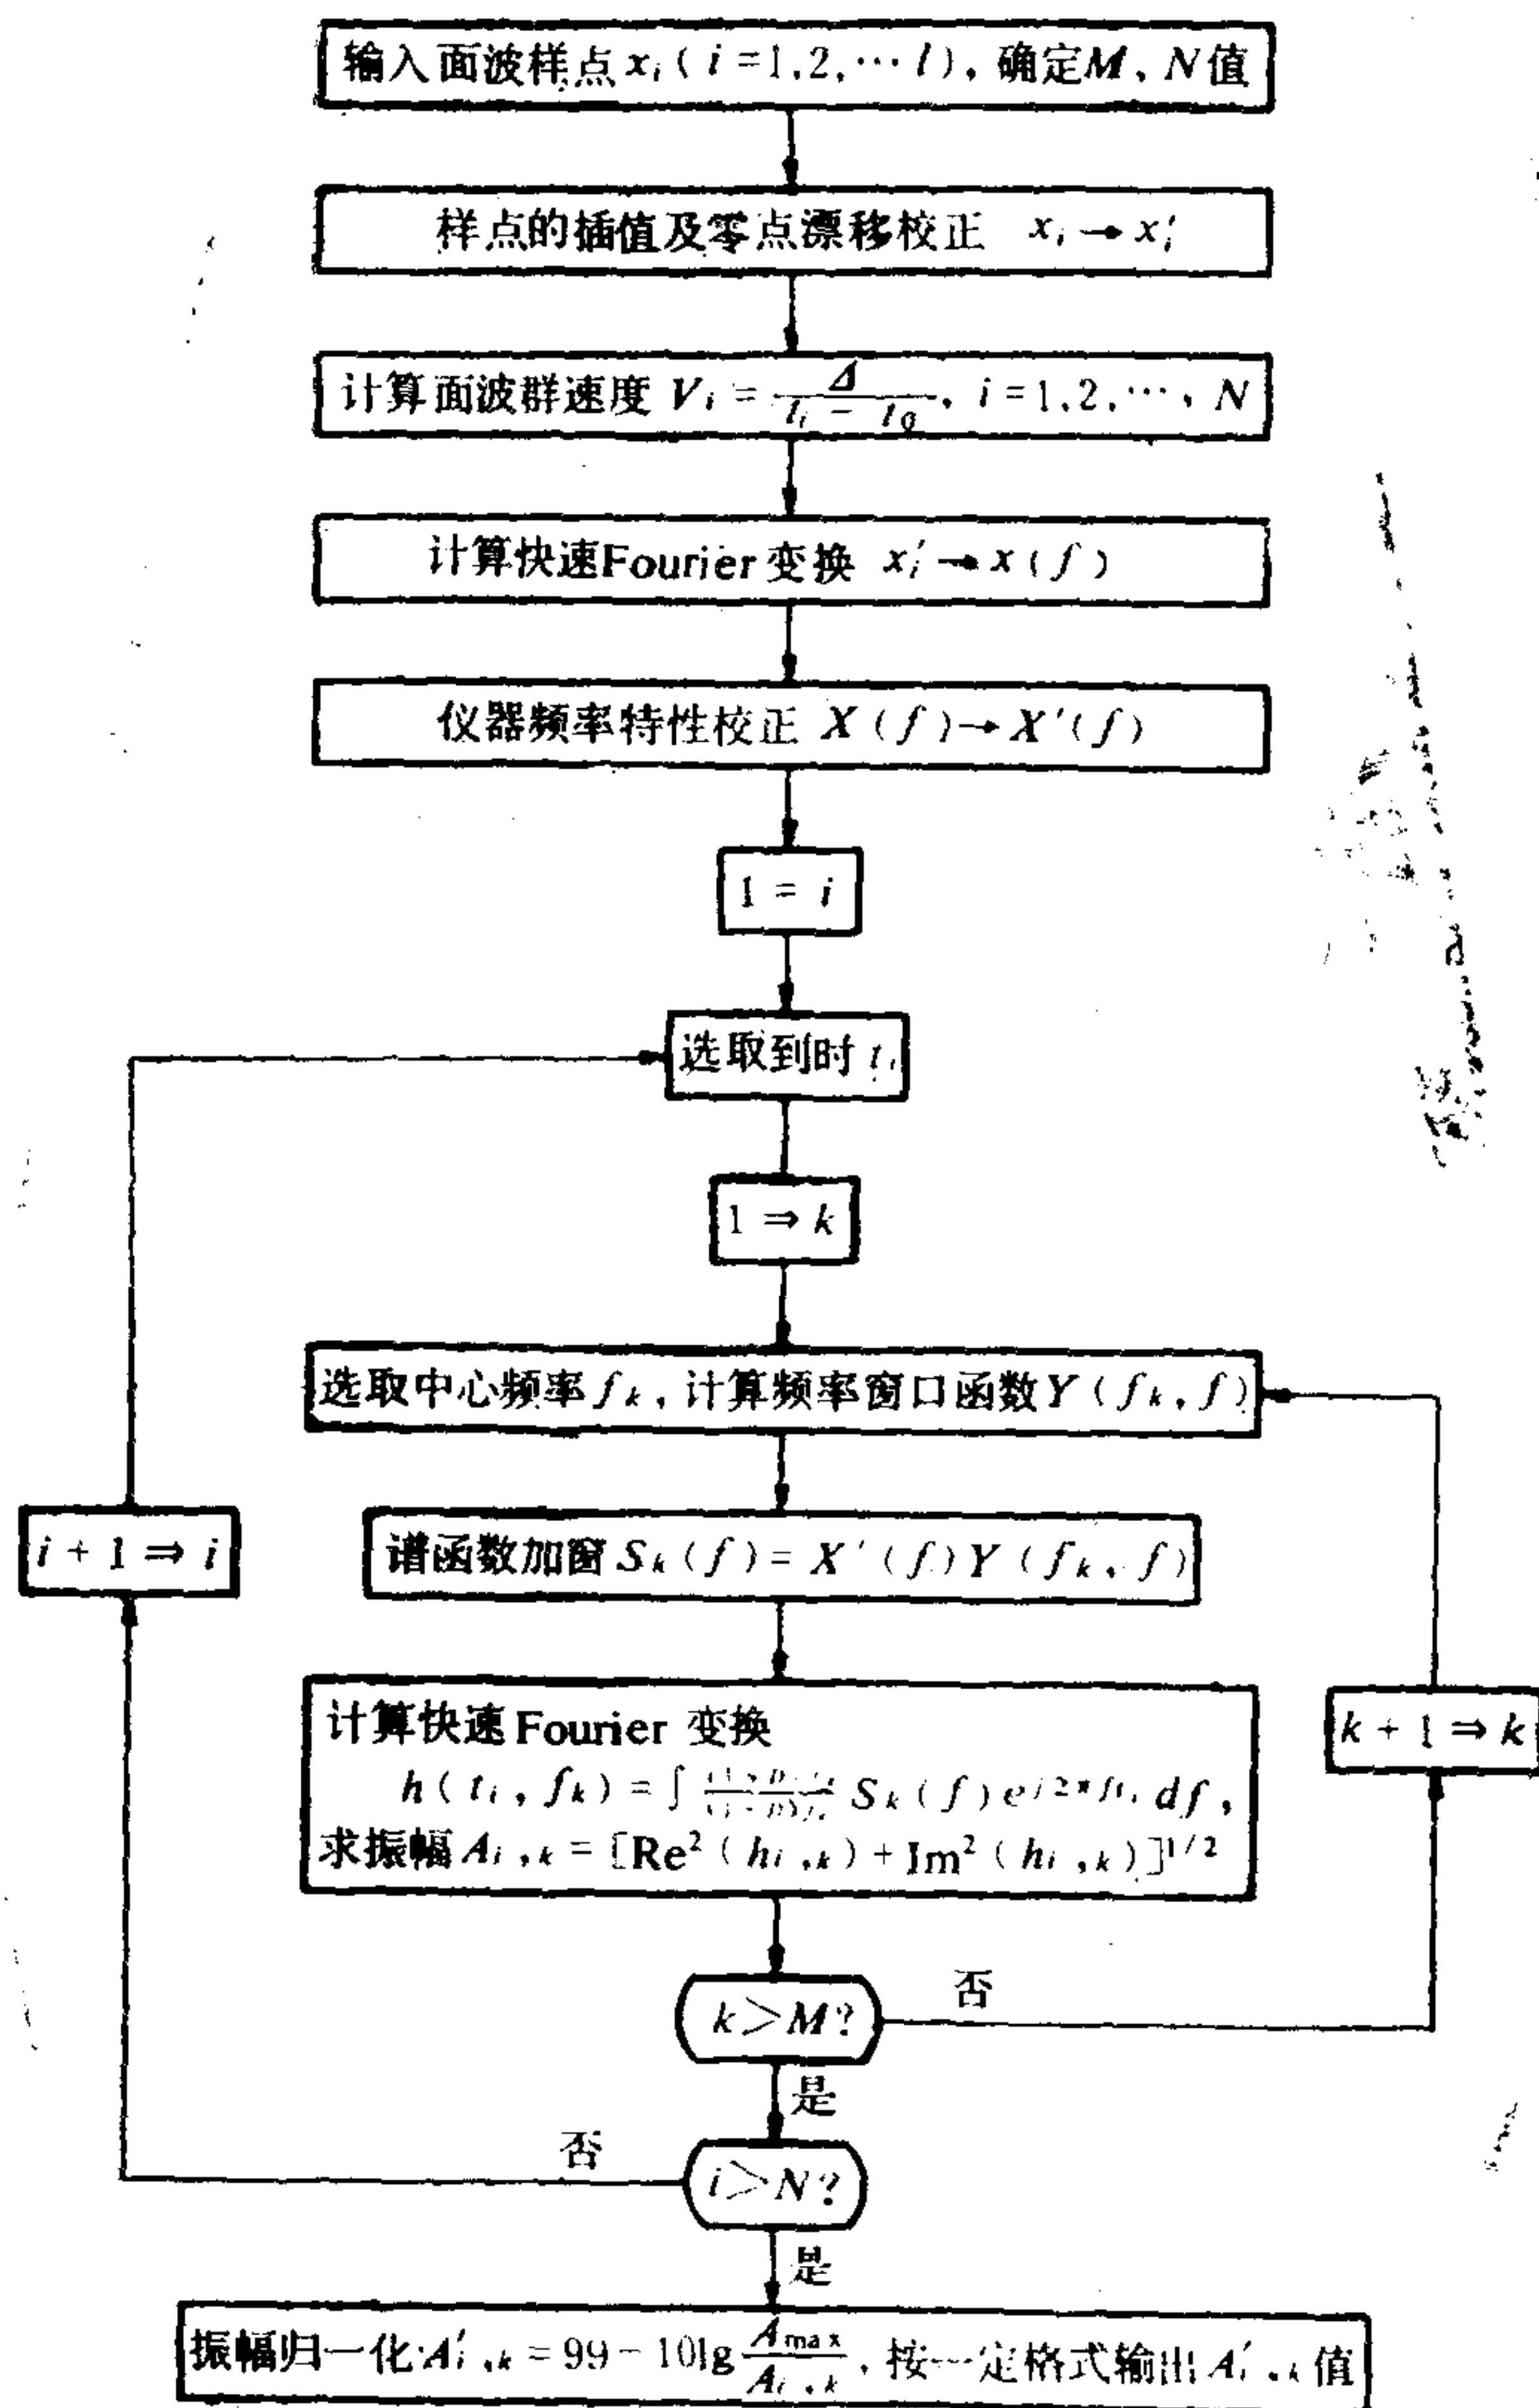 输入面波样点 xᵢ ( i =1,2,⋯ l ), 确定M、N值
样点的插值及零点漂移校正 xᵢ → xᵢ′
计算面波群速度 Vᵢ = Δ / (tᵢ − t₀), i =1,2,⋯, N
计算快速Fourier 变换 xᵢ′ → x ( f )
仪器频率特性校正 X ( f ) → X′( f )
1 = i
选取到时 tᵢ
1 ⇒ k
选取中心频率 fₖ, 计算频率窗口函数 Y ( fₖ, f )
i + 1 ⇒ i
谱函数加窗 Sₖ ( f ) = X′ ( f ) Y ( fₖ, f )
计算快速 Fourier 变换
k + 1 ⇒ k
h ( tᵢ, fₖ ) = ∫ Sₖ ( f ) e^{j2πftᵢ} df,
求振幅 Aᵢ,ₖ = [Re² ( hᵢ,ₖ ) + Im² ( hᵢ,ₖ )]^{1/2}
k > M?
否
是
否
i > N?
是
振幅归一化: A′ᵢ,ₖ = 99 − 10lg A_max / Aᵢ,ₖ, 按一定格式输出 A′ᵢ,ₖ 值